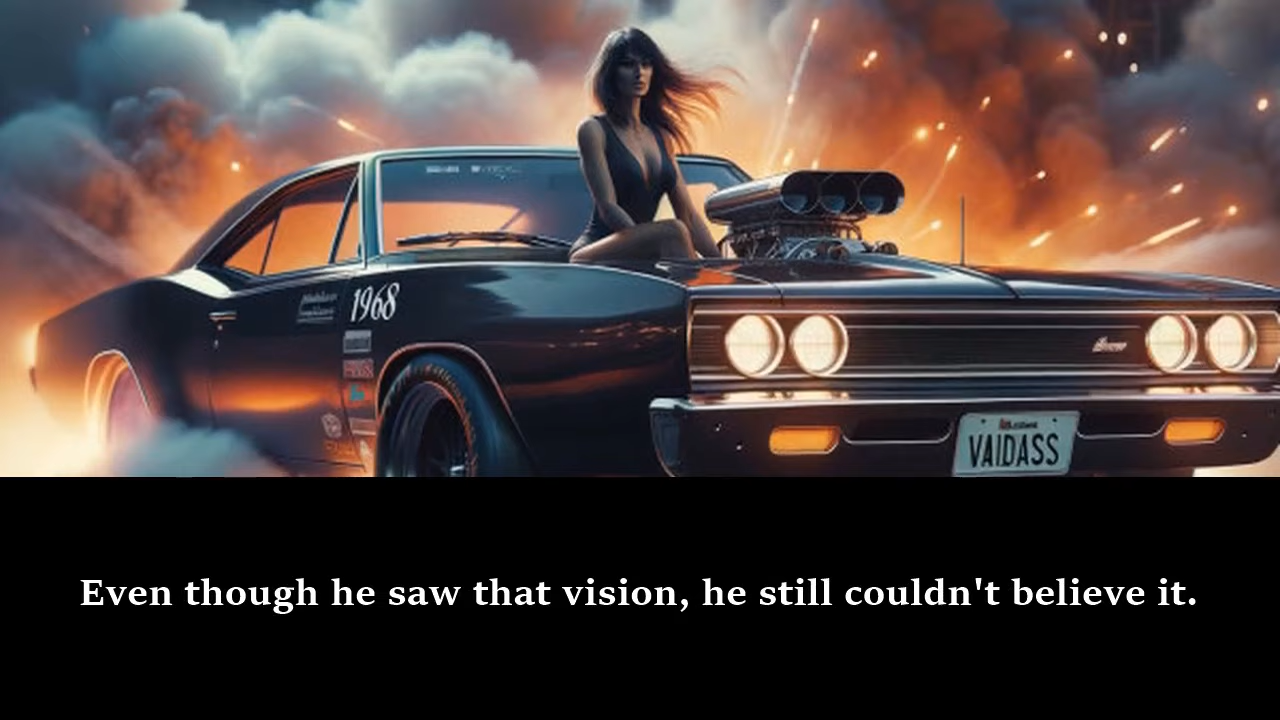 1968
VAIDASS
Even though he saw that vision, he still couldn't believe it.